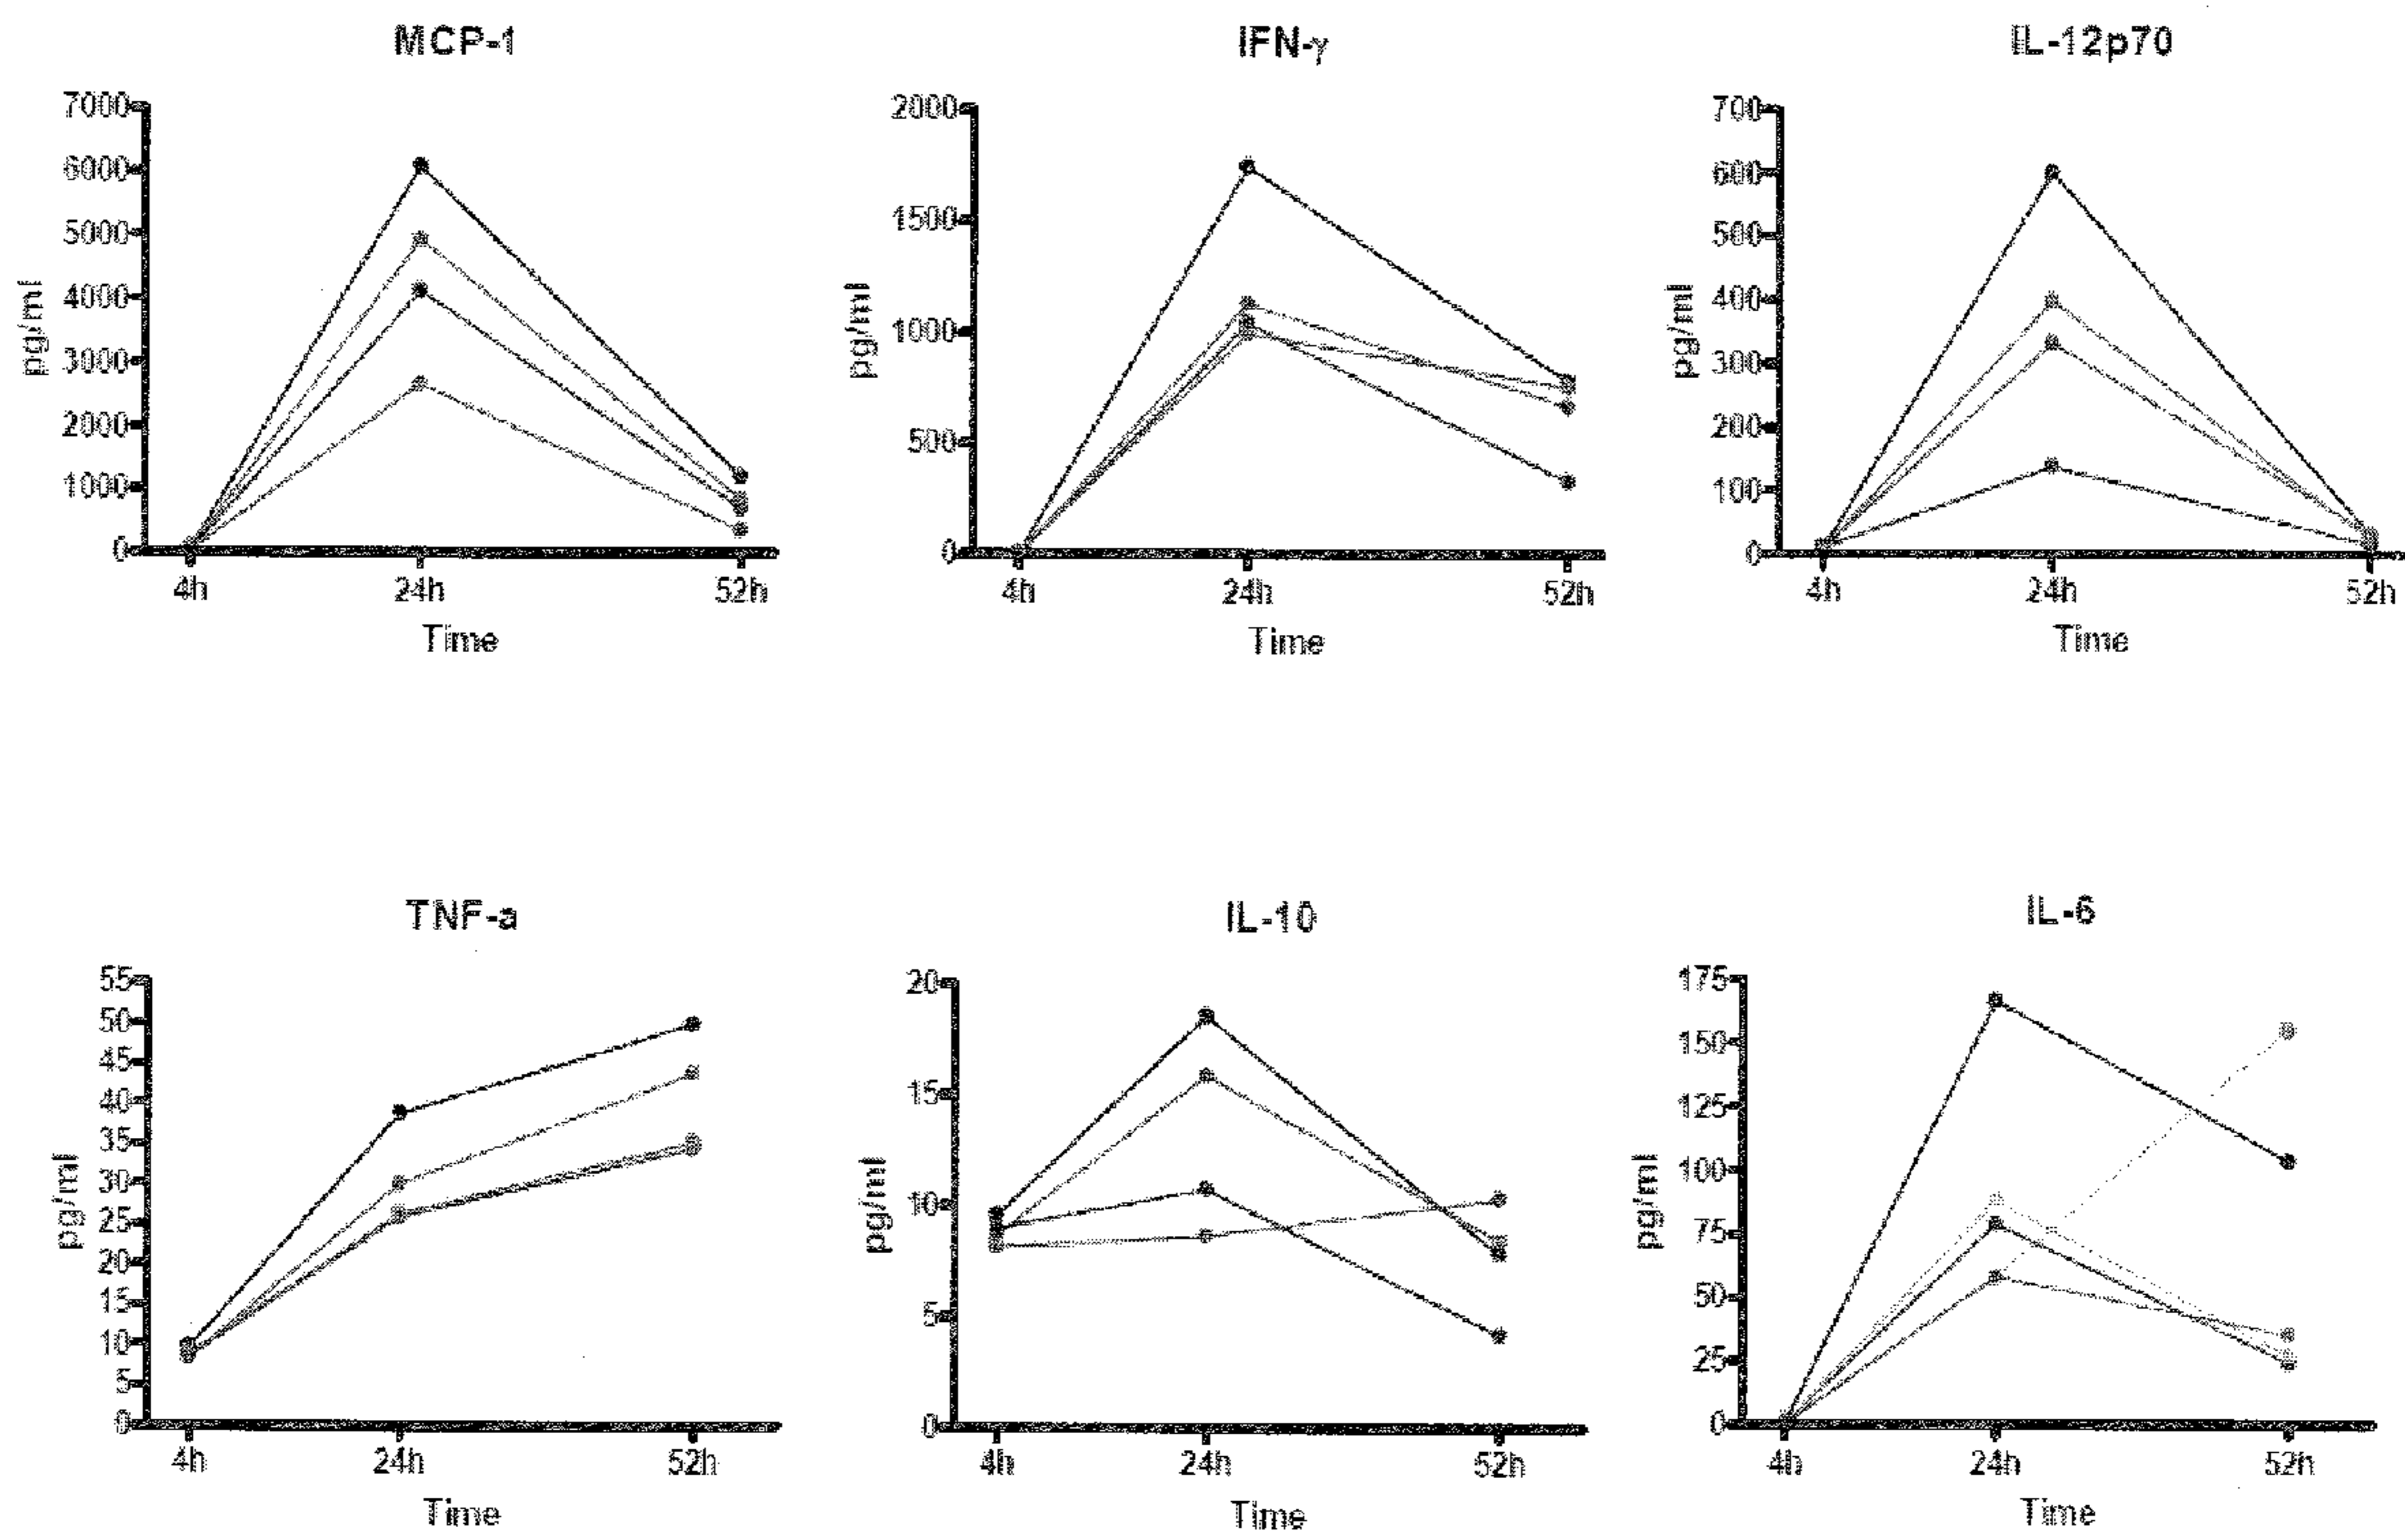 MCP-1
7000
6000
5000
4000
3000
2000
1000
0
pg/ml
4h 24h 52h
Time
IFN-γ
2000
1500
1000
500
0
pg/ml
4h 24h 52h
Time
IL-12p70
700
600
500
400
300
200
100
0
pg/ml
4h 24h 52h
Time
TNF-a
55
50
45
40
35
30
25
20
15
10
5
0
pg/ml
4h 24h 52h
Time
IL-10
20
15
10
5
0
pg/ml
4h 24h 52h
Time
IL-6
175
150
125
100
75
50
25
0
pg/ml
4h 24h 52h
Time